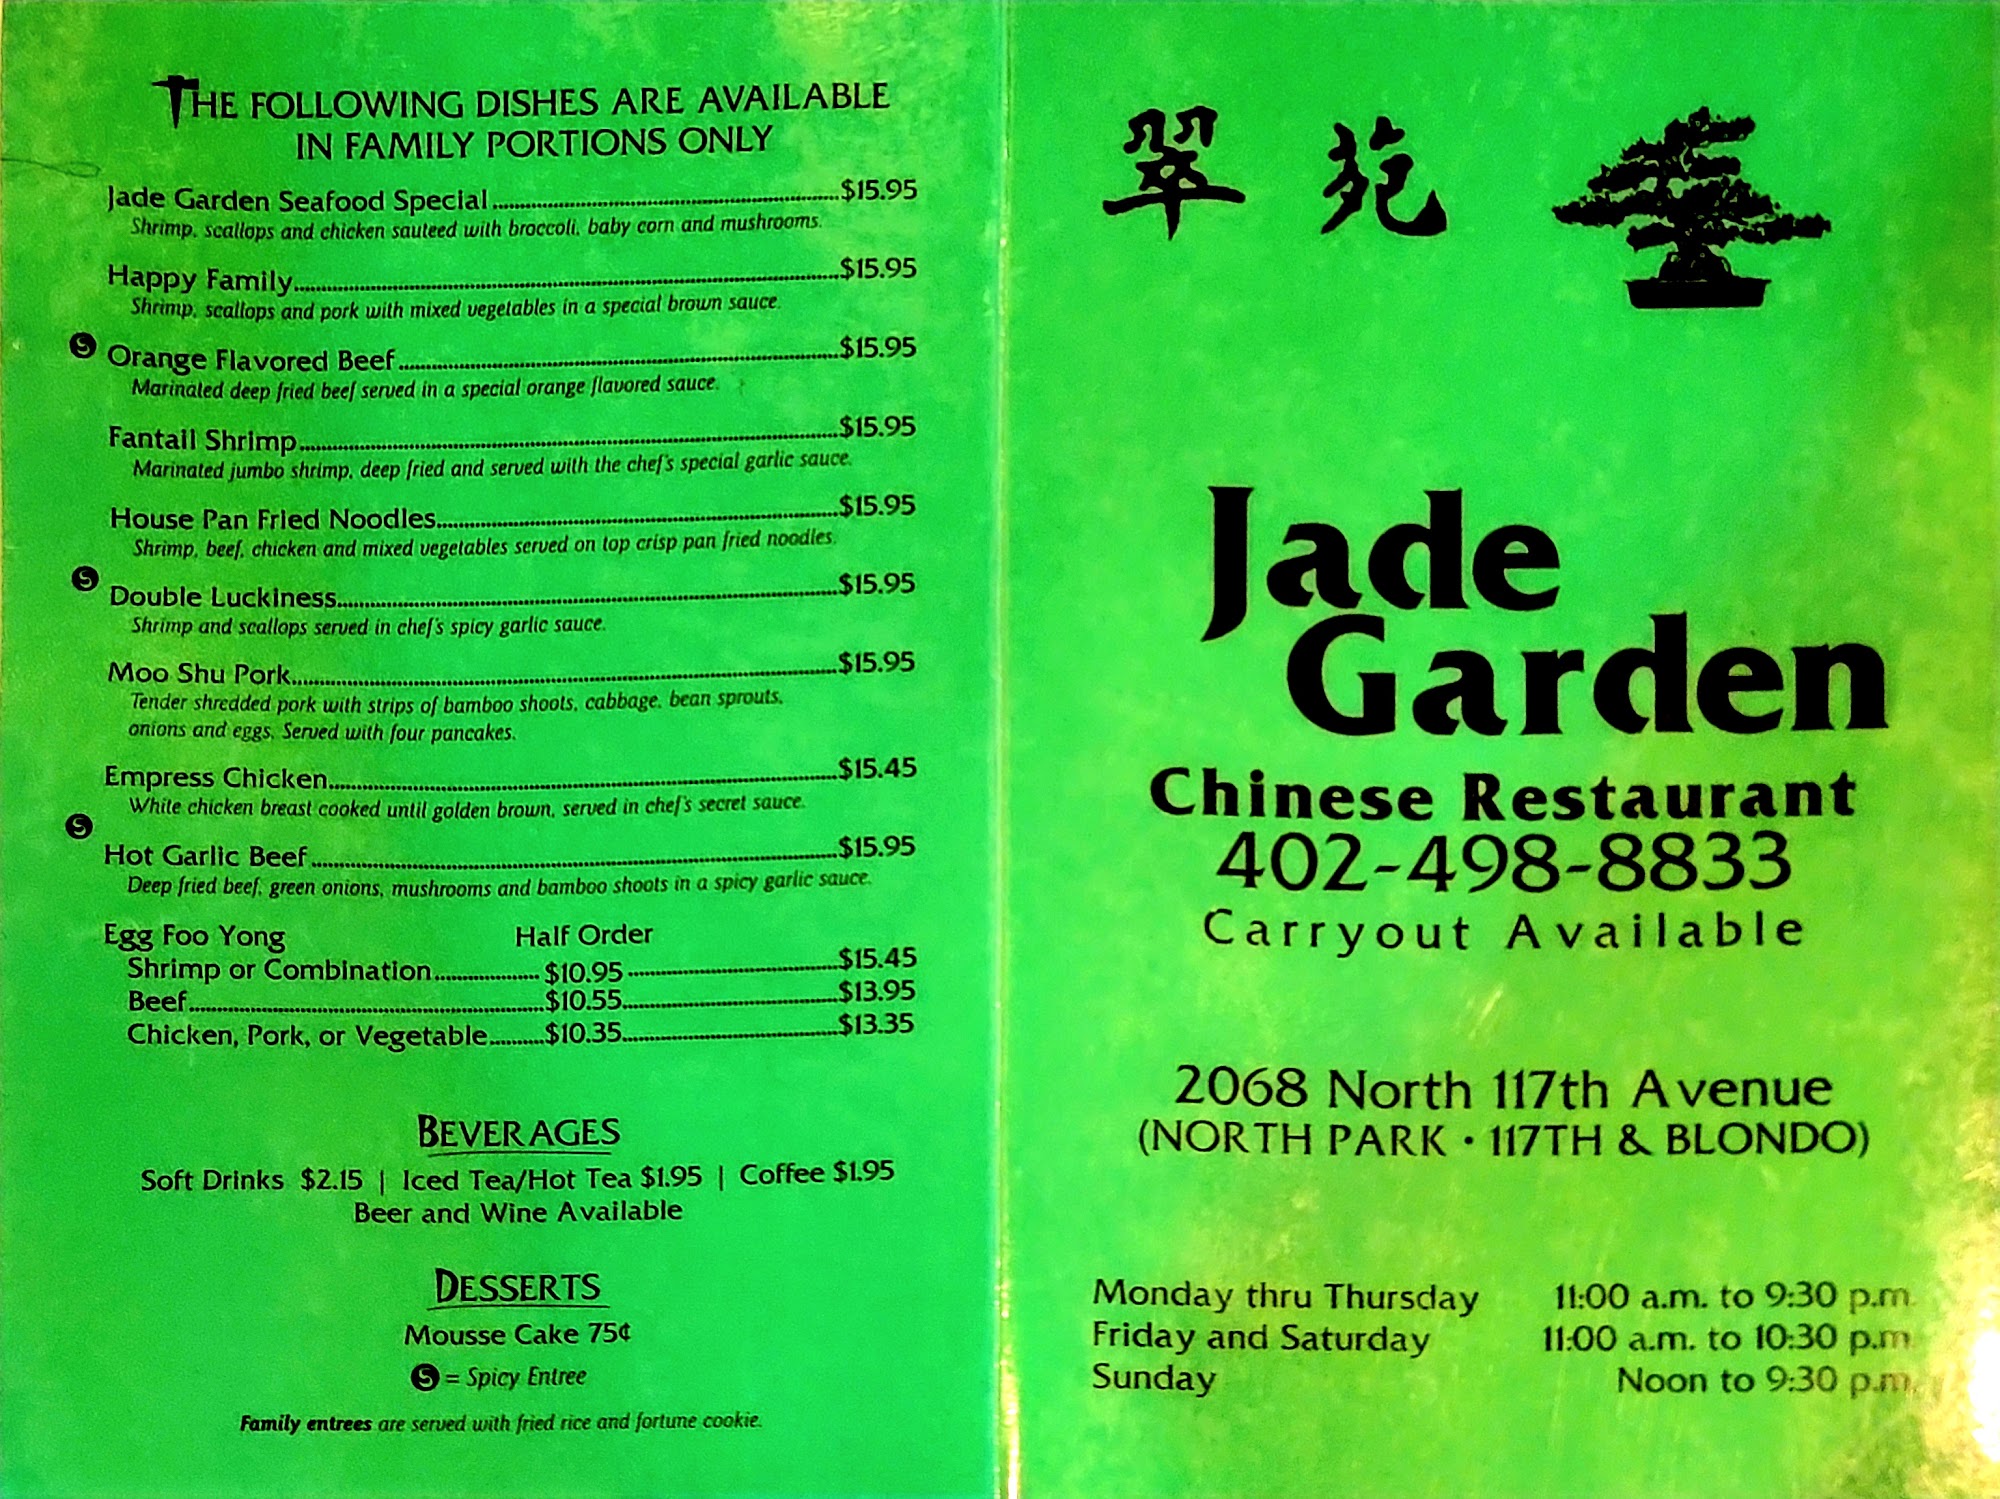 THE FOLLOWING DISHES ARE AVAILABLE
IN FAMILY PORTIONS ONLY
Jade Garden Seafood Special $15.95
Shrimp, scallops and chicken sauteed with broccoli, baby corn and mushrooms.
Happy Family $15.95
Shrimp, scallops and pork with mixed vegetables in a special brown sauce.
S Orange Flavored Beef $15.95
Marinated deep fried beef served in a special orange flavored sauce.
Fantail Shrimp $15.95
Marinated jumbo shrimp, deep fried and served with the chef's special garlic sauce.
House Pan Fried Noodles $15.95
Shrimp, beef, chicken and mixed vegetables served on top crisp pan fried noodles.
S Double Luckiness $15.95
Shrimp and scallops served in chef's spicy garlic sauce.
Moo Shu Pork $15.95
Tender shredded pork with strips of bamboo shoots, cabbage, bean sprouts,
onions and eggs. Served with four pancakes.
Empress Chicken $15.45
White chicken breast cooked until golden brown, served in chef's secret sauce.
S Hot Garlic Beef $15.95
Deep fried beef, green onions, mushrooms and bamboo shoots in a spicy garlic sauce.
Egg Foo Yong Half Order
Shrimp or Combination $10.95 $15.45
Beef $10.55 $13.95
Chicken, Pork, or Vegetable $10.35 $13.35
BEVERAGES
Soft Drinks $2.15 | Iced Tea/Hot Tea $1.95 | Coffee $1.95
Beer and Wine Available
DESSERTS
Mousse Cake 75¢
S = Spicy Entree
Family entrees are served with fried rice and fortune cookie.
翠 苑
Jade
Garden
Chinese Restaurant
402-498-8833
Carryout Available
2068 North 117th Avenue
(NORTH PARK • 117TH & BLONDO)
Monday thru Thursday 11:00 a.m. to 9:30 p.m.
Friday and Saturday 11:00 a.m. to 10:30 p.m.
Sunday Noon to 9:30 p.m.